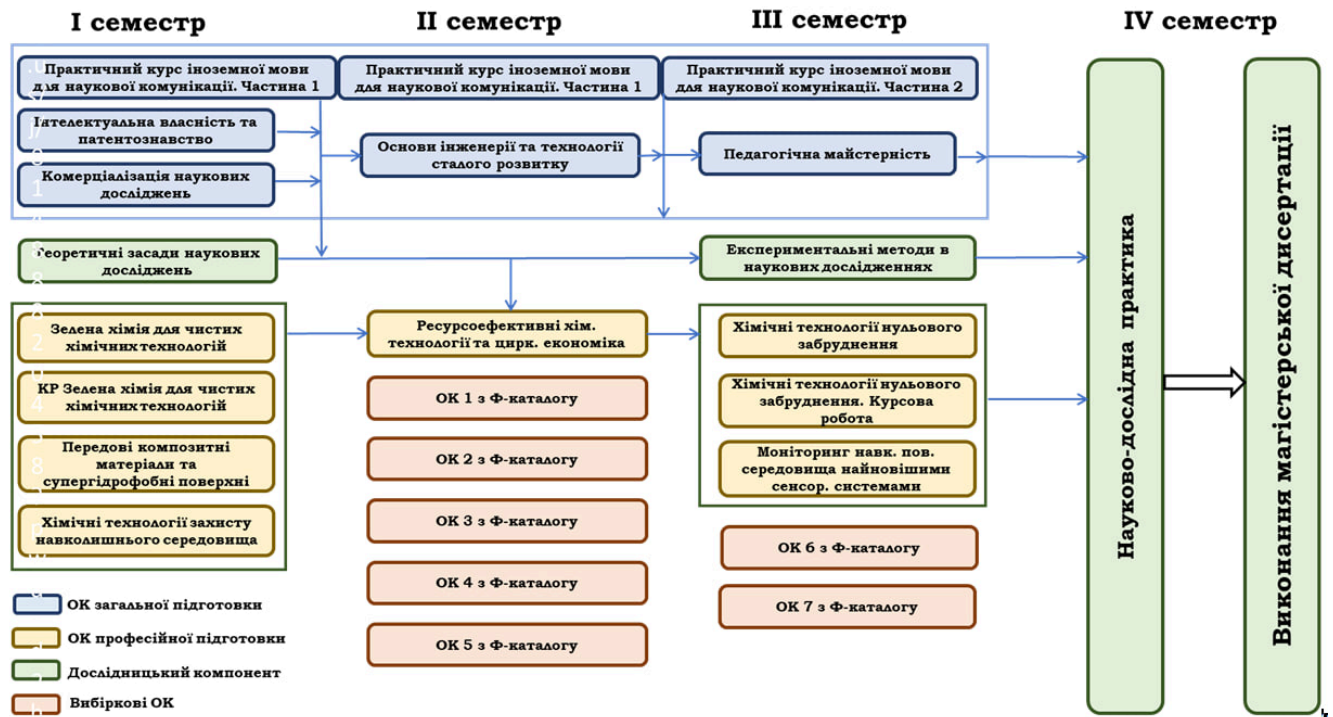 I семестр
II семестр
III семестр
IV семестр
Практичний курс іноземної мови
для наукової комунікації. Частина 1
Практичний курс іноземної мови
для наукової комунікації. Частина 1
Практичний курс іноземної мови
для наукової комунікації. Частина 2
Інтелектуальна власність та
патентознавство
Комерціалізація наукових
досліджень
Основи інженерії та технології
сталого розвитку
Педагогічна майстерність
Теоретичні засади наукових
досліджень
Експериментальні методи в
наукових дослідженнях
Зелена хімія для чистих
хімічних технологій
КР Зелена хімія для чистих
хімічних технологій
Передові композитні
матеріали та
супергідрофобні поверхні
Хімічні технології захисту
навколишнього середовища
Ресурсоефективні хім.
технології та цирк. економіка
ОК 1 з Ф-каталогу
ОК 2 з Ф-каталогу
ОК 3 з Ф-каталогу
ОК 4 з Ф-каталогу
ОК 5 з Ф-каталогу
Хімічні технології нульового
забруднення
Хімічні технології нульового
забруднення. Курсова
робота
Моніторинг навк. пов.
середовища найновішими
сенсор. системами
ОК 6 з Ф-каталогу
ОК 7 з Ф-каталогу
Науково-дослідна практика
Виконання магістерської дисертації
ОК загальної підготовки
ОК професійної підготовки
Дослідницький компонент
Вибіркові ОК